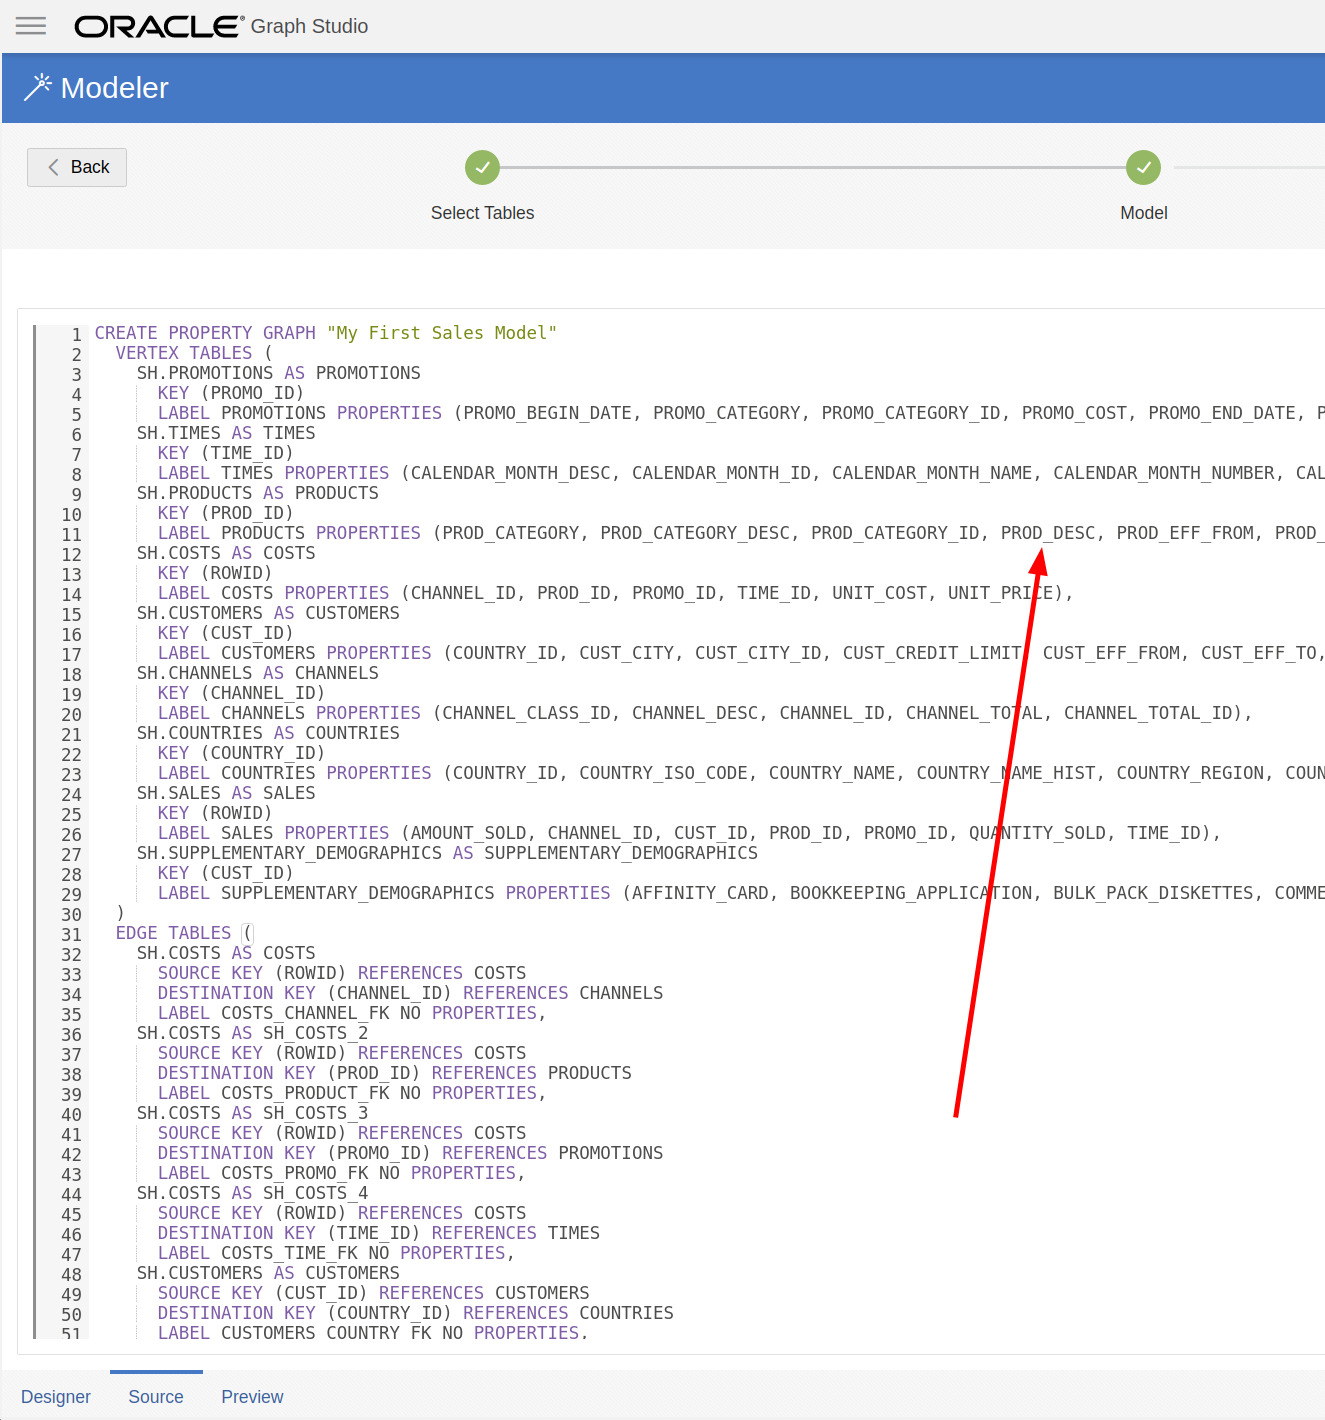 ORACLE® Graph Studio
Modeler
Back
Select Tables
Model
1 CREATE PROPERTY GRAPH "My First Sales Model"
2 VERTEX TABLES (
3 SH.PROMOTIONS AS PROMOTIONS
4 KEY (PROMO_ID)
5 LABEL PROMOTIONS PROPERTIES (PROMO_BEGIN_DATE, PROMO_CATEGORY, PROMO_CATEGORY_ID, PROMO_COST, PROMO_END_DATE, P
6 SH.TIMES AS TIMES
7 KEY (TIME_ID)
8 LABEL TIMES PROPERTIES (CALENDAR_MONTH_DESC, CALENDAR_MONTH_ID, CALENDAR_MONTH_NAME, CALENDAR_MONTH_NUMBER, CAL
9 SH.PRODUCTS AS PRODUCTS
10 KEY (PROD_ID)
11 LABEL PRODUCTS PROPERTIES (PROD_CATEGORY, PROD_CATEGORY_DESC, PROD_CATEGORY_ID, PROD_DESC, PROD_EFF_FROM, PROD_
12 SH.COSTS AS COSTS
13 KEY (ROWID)
14 LABEL COSTS PROPERTIES (CHANNEL_ID, PROD_ID, PROMO_ID, TIME_ID, UNIT_COST, UNIT_PRICE),
15 SH.CUSTOMERS AS CUSTOMERS
16 KEY (CUST_ID)
17 LABEL CUSTOMERS PROPERTIES (COUNTRY_ID, CUST_CITY, CUST_CITY_ID, CUST_CREDIT_LIMIT, CUST_EFF_FROM, CUST_EFF_TO,
18 SH.CHANNELS AS CHANNELS
19 KEY (CHANNEL_ID)
20 LABEL CHANNELS PROPERTIES (CHANNEL_CLASS_ID, CHANNEL_DESC, CHANNEL_ID, CHANNEL_TOTAL, CHANNEL_TOTAL_ID),
21 SH.COUNTRIES AS COUNTRIES
22 KEY (COUNTRY_ID)
23 LABEL COUNTRIES PROPERTIES (COUNTRY_ID, COUNTRY_ISO_CODE, COUNTRY_NAME, COUNTRY_NAME_HIST, COUNTRY_REGION, COUN
24 SH.SALES AS SALES
25 KEY (ROWID)
26 LABEL SALES PROPERTIES (AMOUNT_SOLD, CHANNEL_ID, CUST_ID, PROD_ID, PROMO_ID, QUANTITY_SOLD, TIME_ID),
27 SH.SUPPLEMENTARY_DEMOGRAPHICS AS SUPPLEMENTARY_DEMOGRAPHICS
28 KEY (CUST_ID)
29 LABEL SUPPLEMENTARY_DEMOGRAPHICS PROPERTIES (AFFINITY_CARD, BOOKKEEPING_APPLICATION, BULK_PACK_DISKETTES, COMME
30 )
31 EDGE TABLES (
32 SH.COSTS AS COSTS
33 SOURCE KEY (ROWID) REFERENCES COSTS
34 DESTINATION KEY (CHANNEL_ID) REFERENCES CHANNELS
35 LABEL COSTS_CHANNEL_FK NO PROPERTIES,
36 SH.COSTS AS SH_COSTS_2
37 SOURCE KEY (ROWID) REFERENCES COSTS
38 DESTINATION KEY (PROD_ID) REFERENCES PRODUCTS
39 LABEL COSTS_PRODUCT_FK NO PROPERTIES,
40 SH.COSTS AS SH_COSTS_3
41 SOURCE KEY (ROWID) REFERENCES COSTS
42 DESTINATION KEY (PROMO_ID) REFERENCES PROMOTIONS
43 LABEL COSTS_PROMO_FK NO PROPERTIES,
44 SH.COSTS AS SH_COSTS_4
45 SOURCE KEY (ROWID) REFERENCES COSTS
46 DESTINATION KEY (TIME_ID) REFERENCES TIMES
47 LABEL COSTS_TIME_FK NO PROPERTIES,
48 SH.CUSTOMERS AS CUSTOMERS
49 SOURCE KEY (CUST_ID) REFERENCES CUSTOMERS
50 DESTINATION KEY (COUNTRY_ID) REFERENCES COUNTRIES
51 LABEL CUSTOMERS_COUNTRY_FK NO PROPERTIES,
Designer
Source
Preview